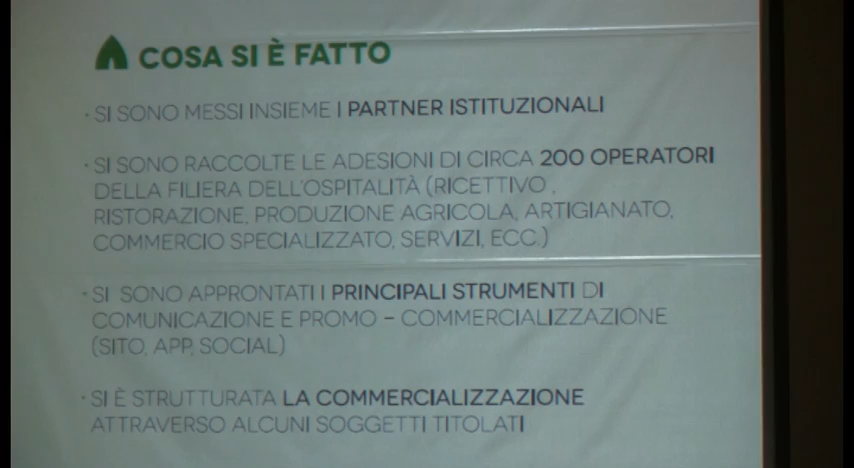 COSA SI È FATTO
• SI SONO MESSI INSIEME I PARTNER ISTITUZIONALI
• SI SONO RACCOLTE LE ADESIONI DI CIRCA 200 OPERATORI
DELLA FILIERA DELL'OSPITALITÀ (RICETTIVO ,
RISTORAZIONE, PRODUZIONE AGRICOLA, ARTIGIANATO,
COMMERCIO SPECIALIZZATO, SERVIZI, ECC.)
• SI SONO APPRONTATI I PRINCIPALI STRUMENTI DI
COMUNICAZIONE E PROMO – COMMERCIALIZZAZIONE
(SITO, APP, SOCIAL)
• SI È STRUTTURATA LA COMMERCIALIZZAZIONE
ATTRAVERSO ALCUNI SOGGETTI TITOLATI